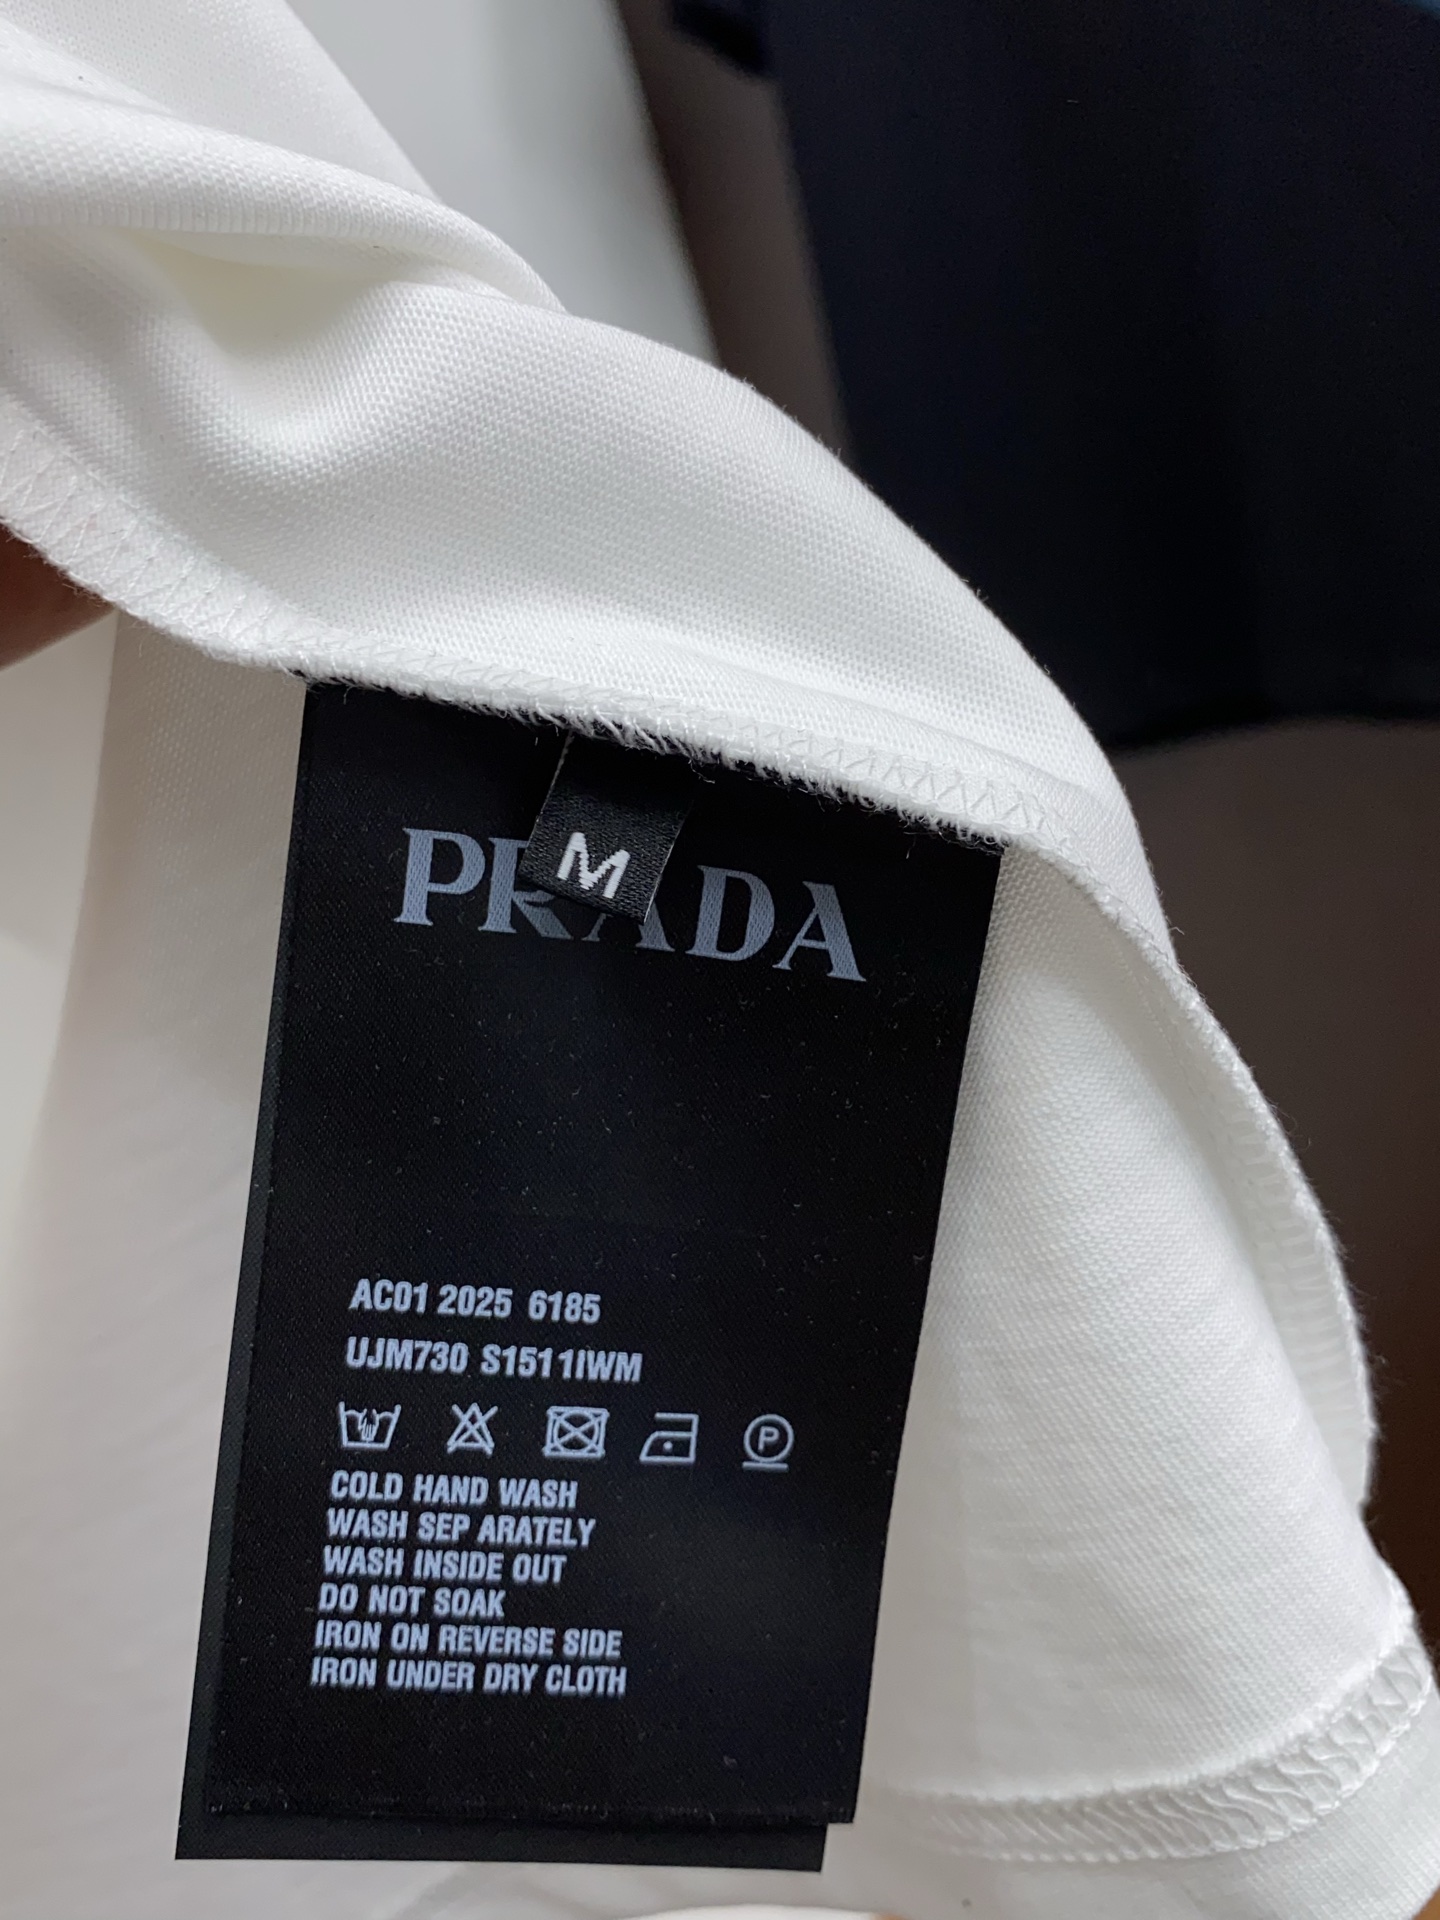 M
PRADA
AC01 2025 6185
UJM730 S1511IWM
P
COLD HAND WASH
WASH SEP ARATELY
WASH INSIDE OUT
DO NOT SOAK
IRON ON REVERSE SIDE
IRON UNDER DRY CLOTH